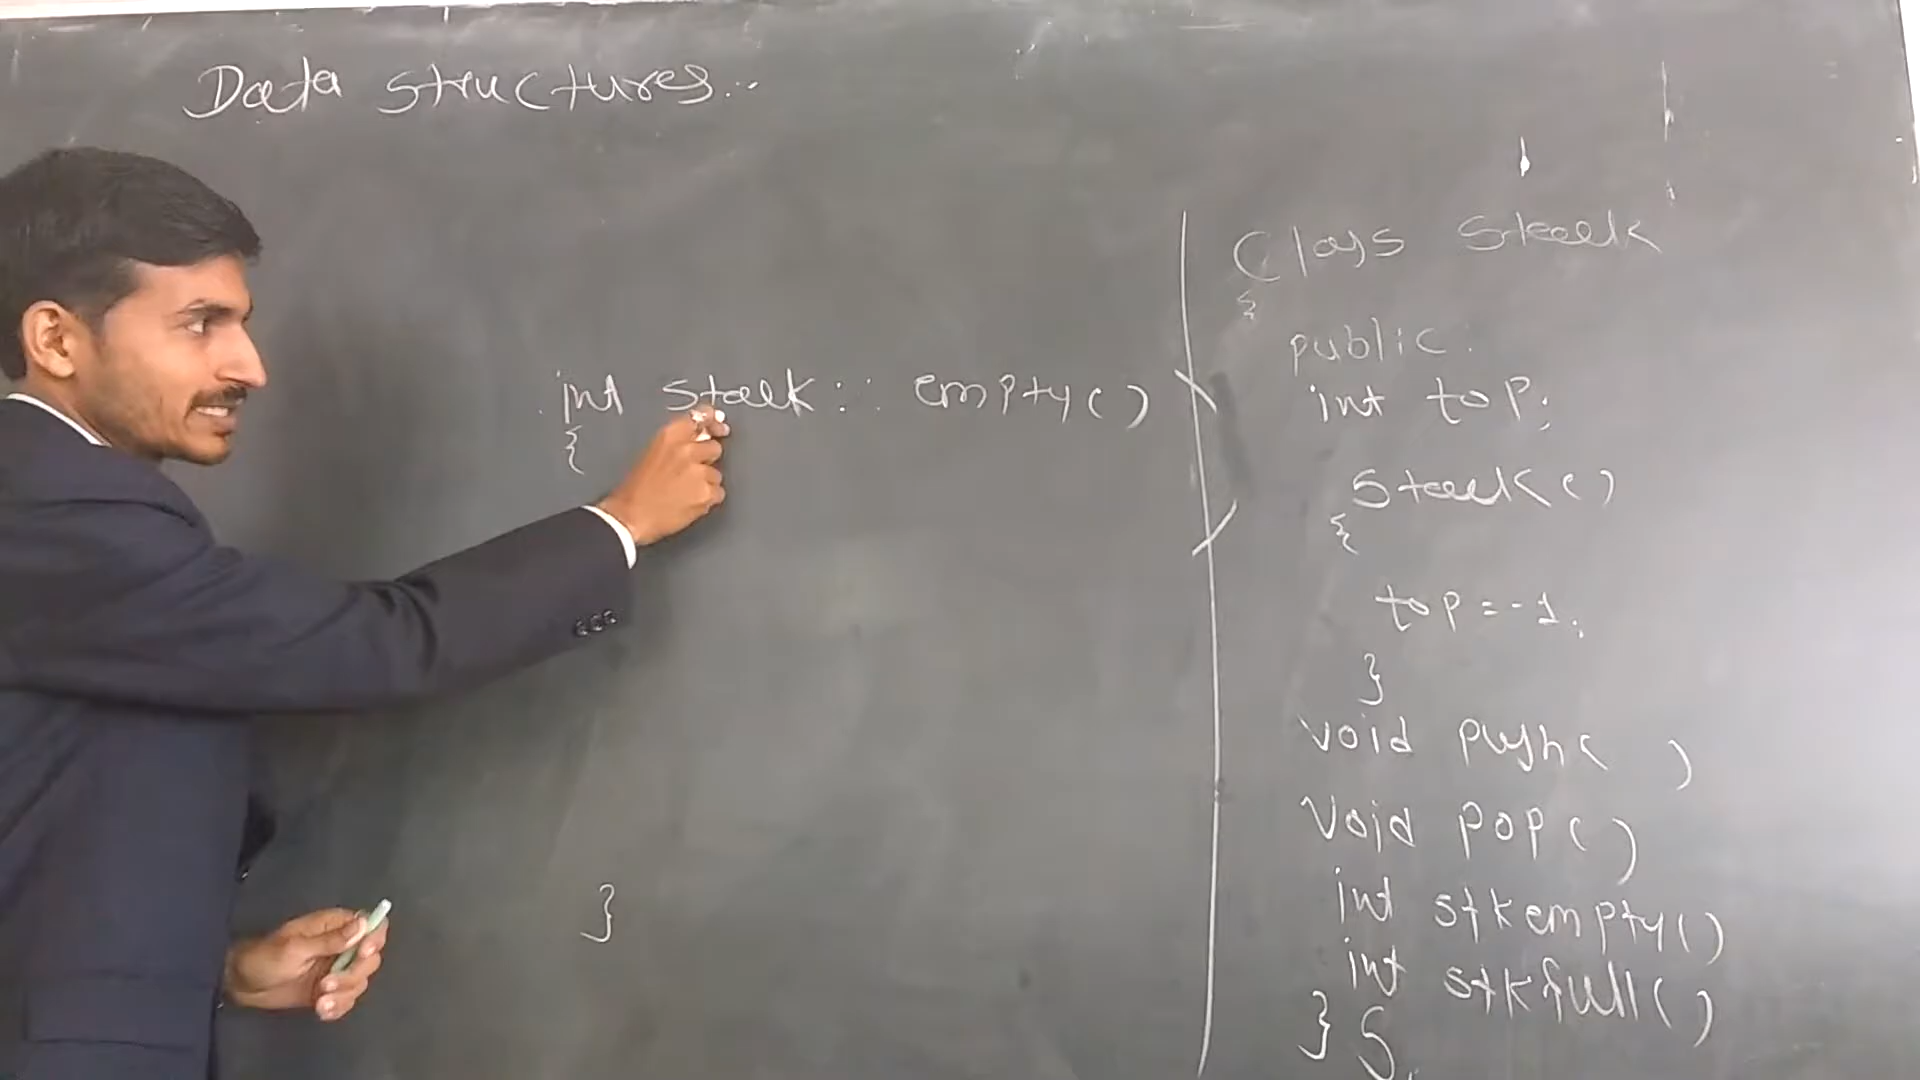 Data structures...
int stack :: empty()
{
}
Class Stack
{
public:
int top;
Stack()
{
top = -1;
}
void push( )
void pop()
int stkempty()
int stkfull()
} S;